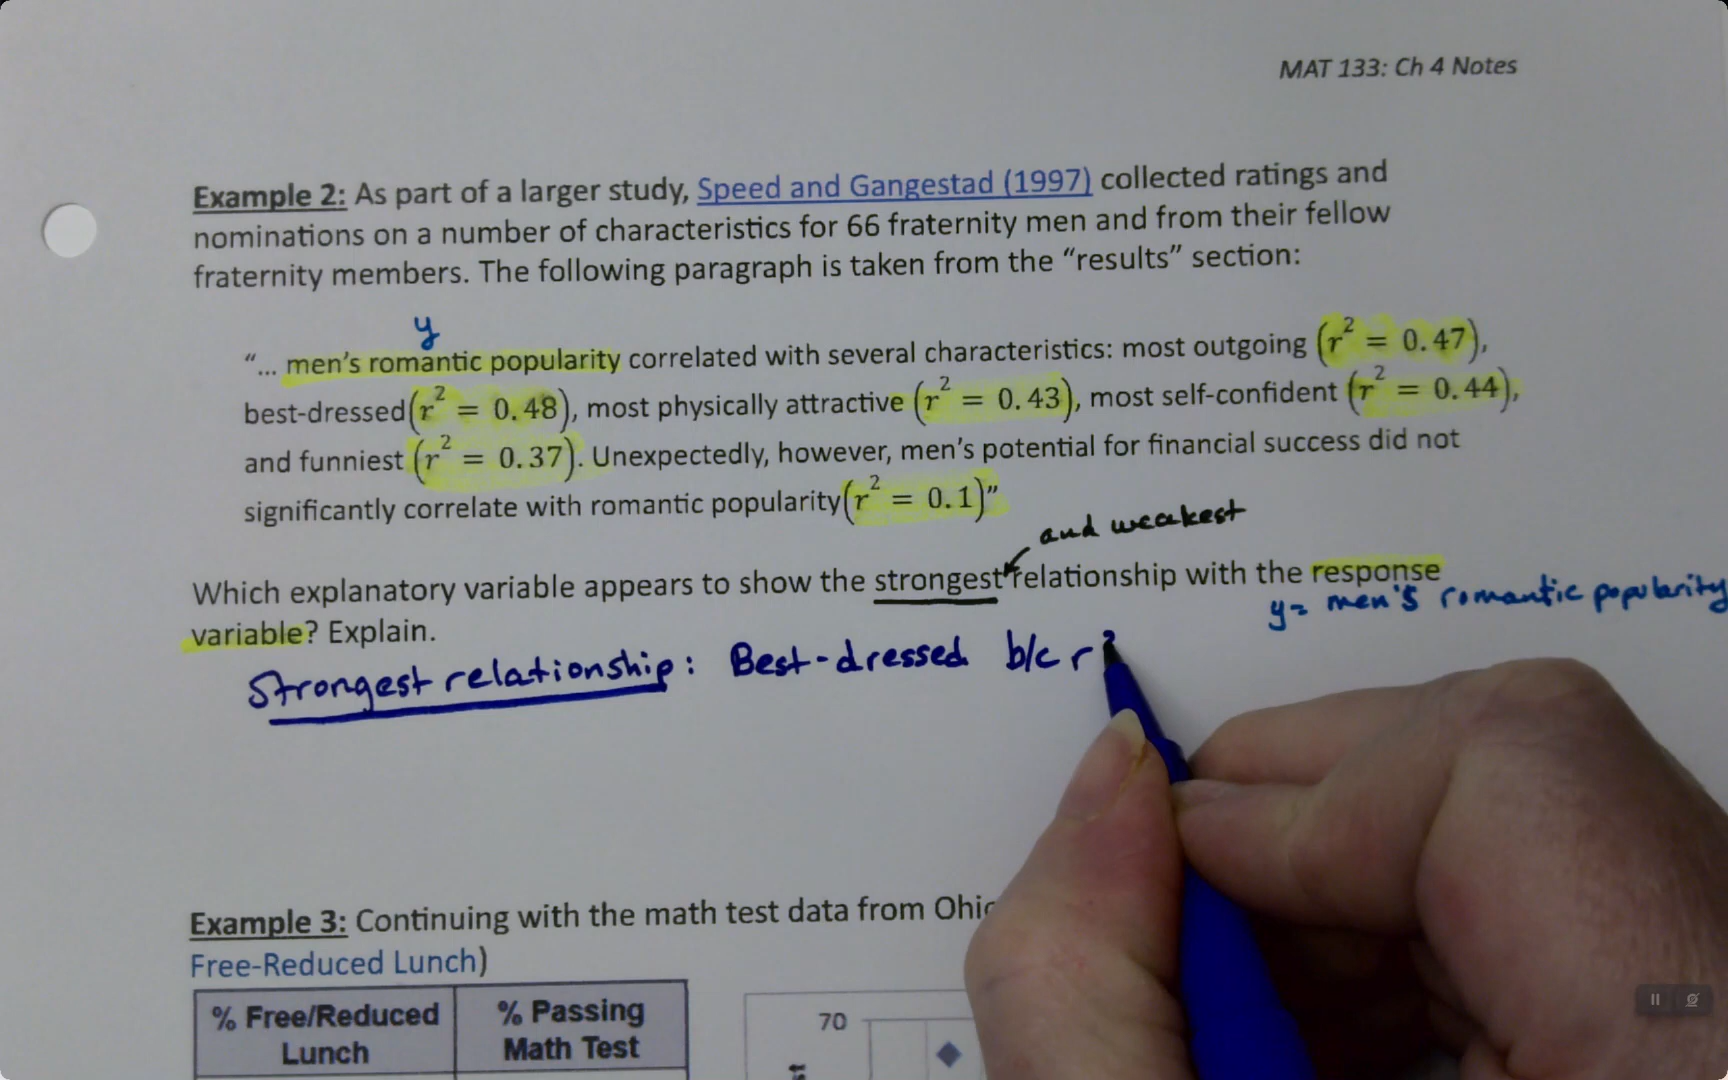 MAT 133: Ch 4 Notes
Example 2: As part of a larger study, Speed and Gangestad (1997) collected ratings and
nominations on a number of characteristics for 66 fraternity men and from their fellow
fraternity members. The following paragraph is taken from the “results” section:
y
“... men’s romantic popularity correlated with several characteristics: most outgoing (r² = 0.47),
best-dressed(r² = 0.48), most physically attractive (r² = 0.43), most self-confident (r² = 0.44),
and funniest (r² = 0.37). Unexpectedly, however, men’s potential for financial success did not
significantly correlate with romantic popularity(r² = 0.1)”
and weakest
Which explanatory variable appears to show the strongest relationship with the response
y= men's romantic popularity
variable? Explain.
Strongest relationship: Best-dressed b/c r²
Example 3: Continuing with the math test data from
Free-Reduced Lunch)
% Free/Reduced
Lunch
% Passing
Math Test
70